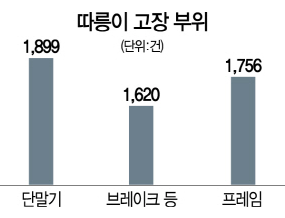 따릉이 고장 부위
(단위:건)
1,899
1,620
1,756
단말기
브레이크 등
프레임